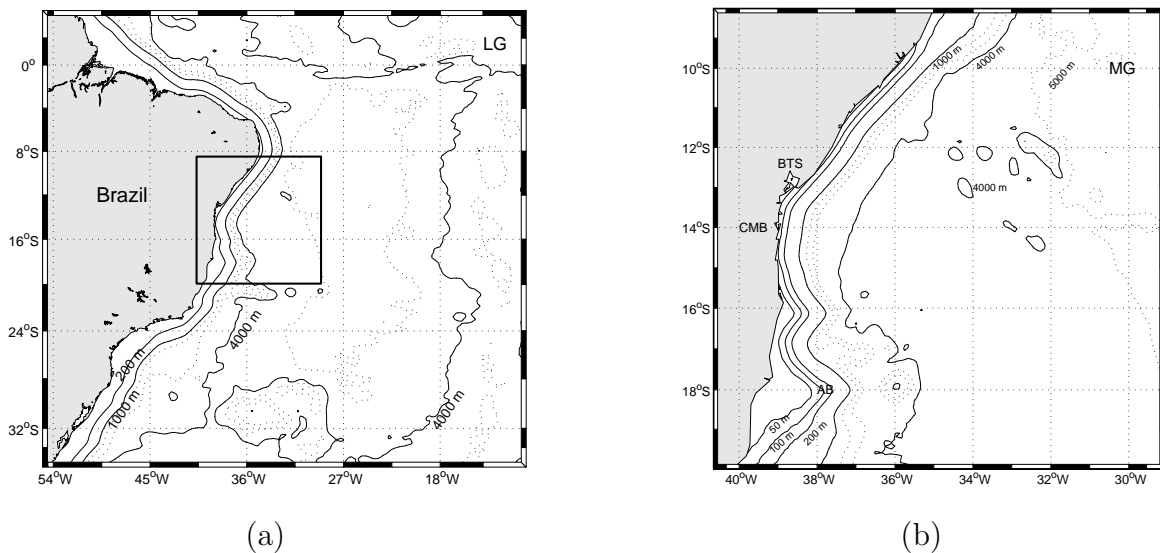 LG
0°
8°S
16°S
24°S
32°S
Brazil
200 m
1000 m
4000 m
4000 m
54°W
45°W
36°W
27°W
18°W
(a)
MG
10°S
12°S
14°S
16°S
18°S
1000 m
4000 m
5000 m
BTS
4000 m
CMB
AB
50 m
100 m
200 m
40°W
38°W
36°W
34°W
32°W
30°W
(b)